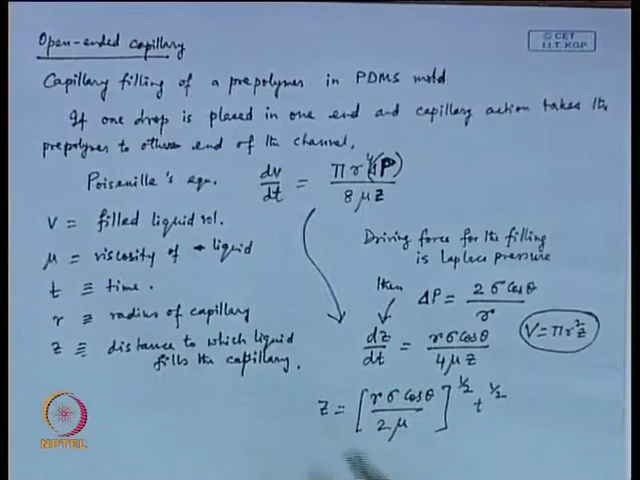 Open-ended capillary
© CET
I.I.T. KGP
Capillary filling of a prepolymer in PDMS mold
If one drop is placed in one end and capillary action takes the
prepolymer to other end of the channel.
Poiseuille's equn. dv/dt = πr⁴(ΔP)/8μz
V = filled liquid vol.
μ = viscosity of liquid
t ≡ time.
r ≡ radius of capillary
z ≡ distance to which liquid
fills the capillary.
Driving force for the filling
is Laplace pressure
then ΔP = 2σ cosθ/r
dz/dt = rσ cosθ/4μz
V = πr²z
z = [rσ cosθ/2μ]^1/2 t^1/2
NPTEL